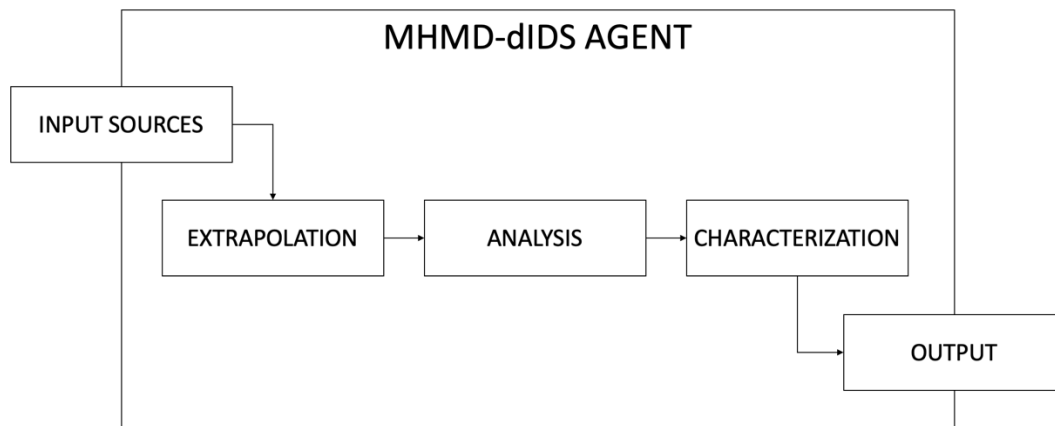 MHMD-dIDS AGENT
INPUT SOURCES
EXTRAPOLATION
ANALYSIS
CHARACTERIZATION
OUTPUT